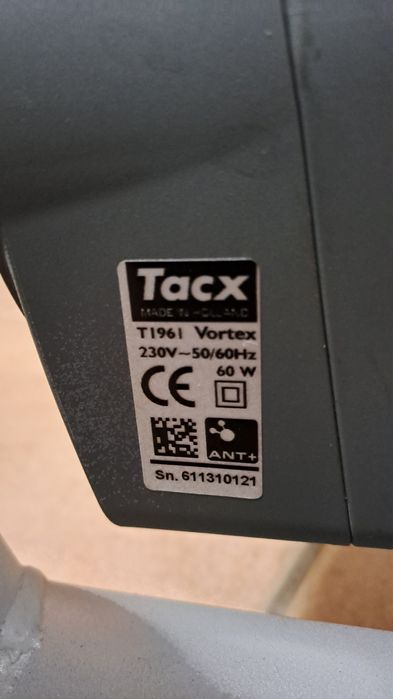 Tacx
MADE IN HOLLAND
T1961 Vortex
230V~50/60Hz
60 W
CE
ANT+
Sn. 611310121